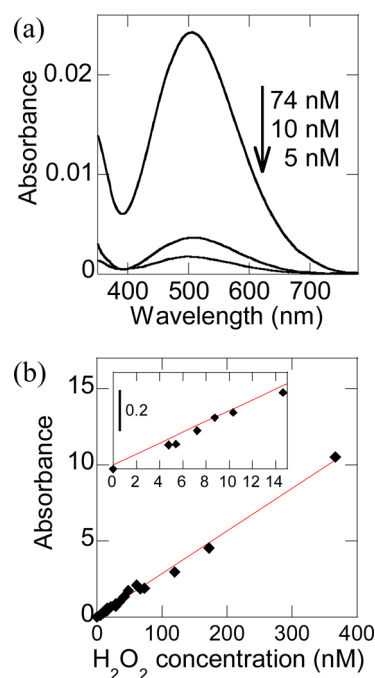 (a)
0.02
0.01
0
Absorbance
74 nM
10 nM
5 nM
400 500 600 700
Wavelength (nm)
(b)
15
10
5
0
Absorbance
0.2
0 2 4 6 8 10 12 14
0 100 200 300 400
H₂O₂ concentration (nM)